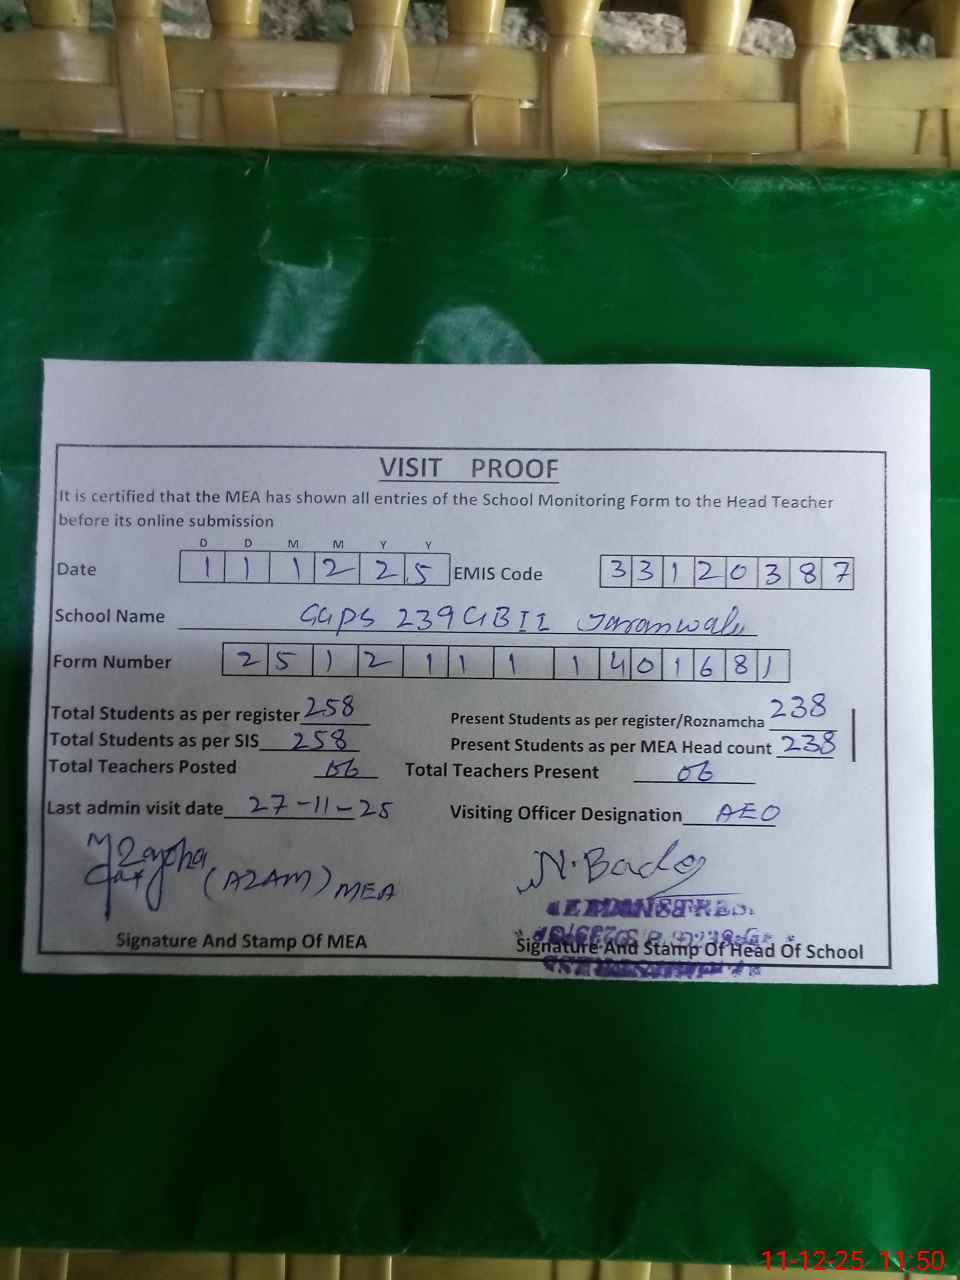 VISIT PROOF
It is certified that the MEA has shown all entries of the School Monitoring Form to the Head Teacher
before its online submission
D D M M Y Y
Date 1 1 1 2 2 5 EMIS Code 3 3 1 2 0 3 8 7
School Name GGPS 239 GB II Jaranwala
Form Number 2 5 1 2 1 1 1 1 4 0 1 6 8 1
Total Students as per register 258 Present Students as per register/Roznamcha 238
Total Students as per SIS 258 Present Students as per MEA Head count 238
Total Teachers Posted 06 Total Teachers Present 06
Last admin visit date 27-11-25 Visiting Officer Designation AEO
(AZAM) MEA
Signature And Stamp Of MEA Signature And Stamp Of Head Of School
11-12-25 11:50